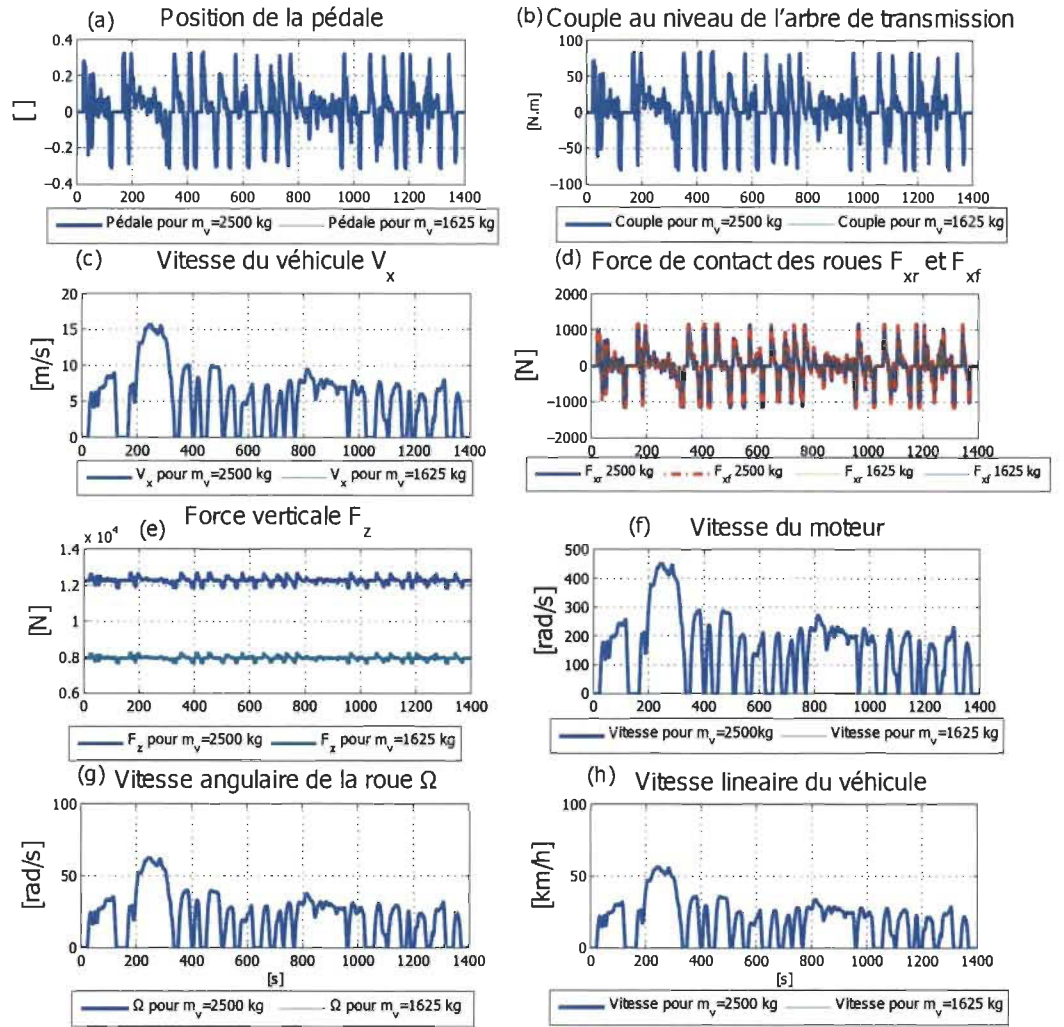 (a) Position de la pédale
0.4
0.2
0
−0.2
−0.4
[ ]
0 200 400 600 800 1000 1200 1400
Pédale pour m_v=2500 kg Pédale pour m_v=1625 kg
(b) Couple au niveau de l'arbre de transmission
100
50
0
−50
−100
[N.m]
0 200 400 600 800 1000 1200 1400
Couple pour m_v=2500 kg Couple pour m_v=1625 kg
(c) Vitesse du véhicule V_x
20
15
10
5
0
[m/s]
0 200 400 600 800 1000 1200 1400
V_x pour m_v=2500 kg V_x pour m_v=1625 kg
(d) Force de contact des roues F_xr et F_xf
2000
1000
0
−1000
−2000
[N]
0 200 400 600 800 1000 1200 1400
F_xr 2500 kg F_xf 2500 kg F_xr 1625 kg F_xf 1625 kg
(e) Force verticale F_z
x 10^4
1.4
1.2
1
0.8
0.6
[N]
0 200 400 600 800 1000 1200 1400
F_z pour m_v=2500 kg F_z pour m_v=1625 kg
(f) Vitesse du moteur
500
400
300
200
100
0
[rad/s]
0 200 400 600 800 1000 1200 1400
Vitesse pour m_v=2500kg Vitesse pour m_v=1625 kg
(g) Vitesse angulaire de la roue Ω
100
50
0
[rad/s]
0 200 400 600 800 1000 1200 1400
[s]
Ω pour m_v=2500 kg Ω pour m_v=1625 kg
(h) Vitesse lineaire du véhicule
100
50
0
[km/h]
0 200 400 600 800 1000 1200 1400
[s]
Vitesse pour m_v=2500 kg Vitesse pour m_v=1625 kg